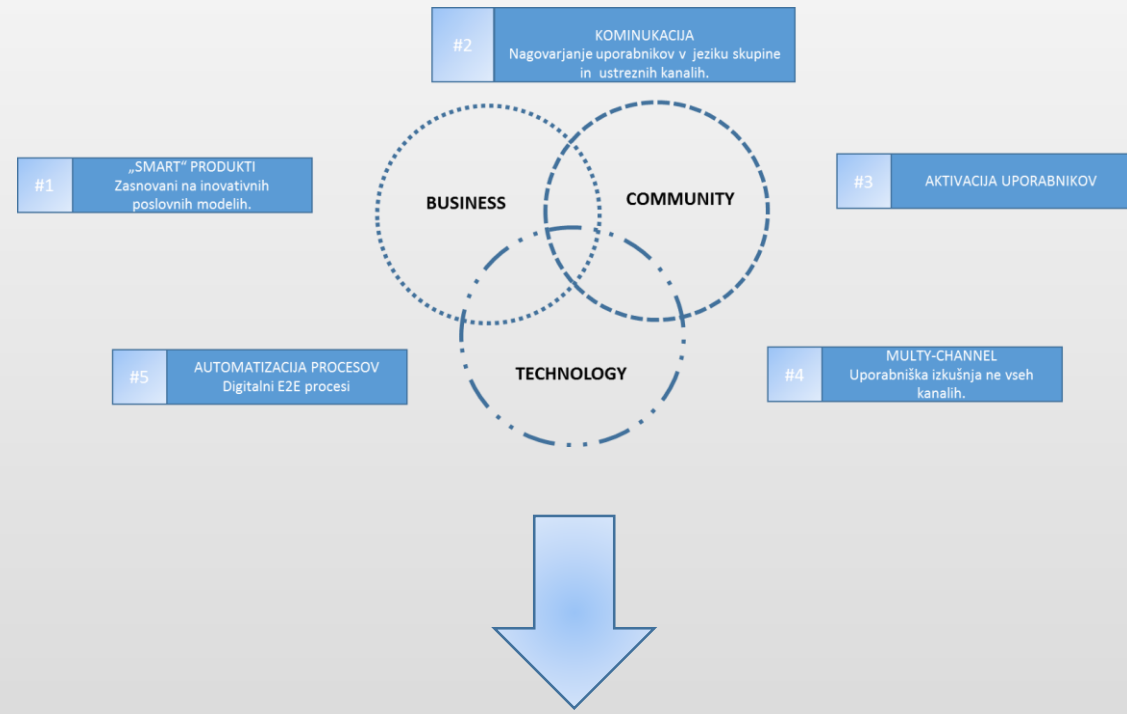 #1
„SMART“ PRODUKTI
Zasnovani na inovativnih
poslovnih modelih.
#2
KOMINUKACIJA
Nagovarjanje uporabnikov v jeziku skupine
in ustreznih kanalih.
#3
AKTIVACIJA UPORABNIKOV
#4
MULTY-CHANNEL
Uporabniška izkušnja ne vseh
kanalih.
#5
AUTOMATIZACIJA PROCESOV
Digitalni E2E procesi
BUSINESS
COMMUNITY
TECHNOLOGY